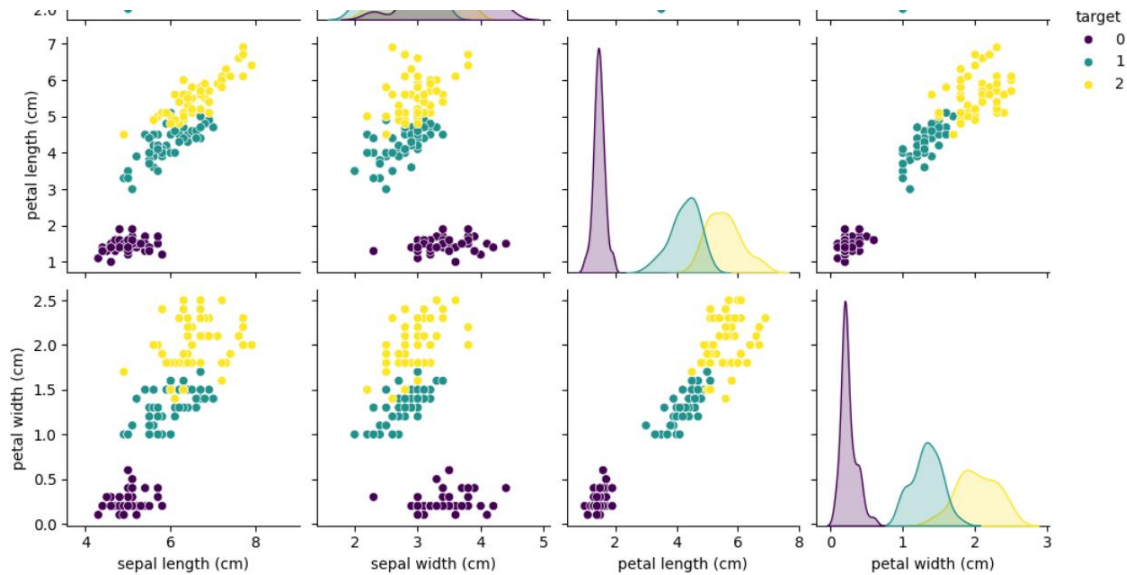 2.0
target
0
1
2
petal length (cm)
7
6
5
4
3
2
1
petal width (cm)
2.5
2.0
1.5
1.0
0.5
0.0
4 6 8
2 3 4 5
2 4 6 8
0 1 2 3
sepal length (cm)
sepal width (cm)
petal length (cm)
petal width (cm)